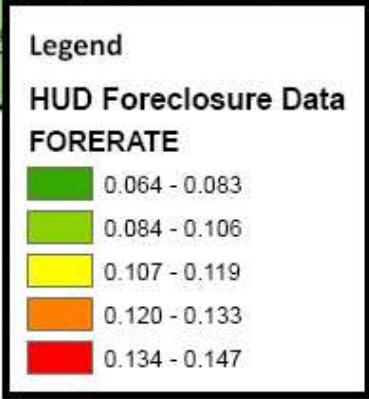 Legend
HUD Foreclosure Data
FORERATE
0.064 - 0.083
0.084 - 0.106
0.107 - 0.119
0.120 - 0.133
0.134 - 0.147